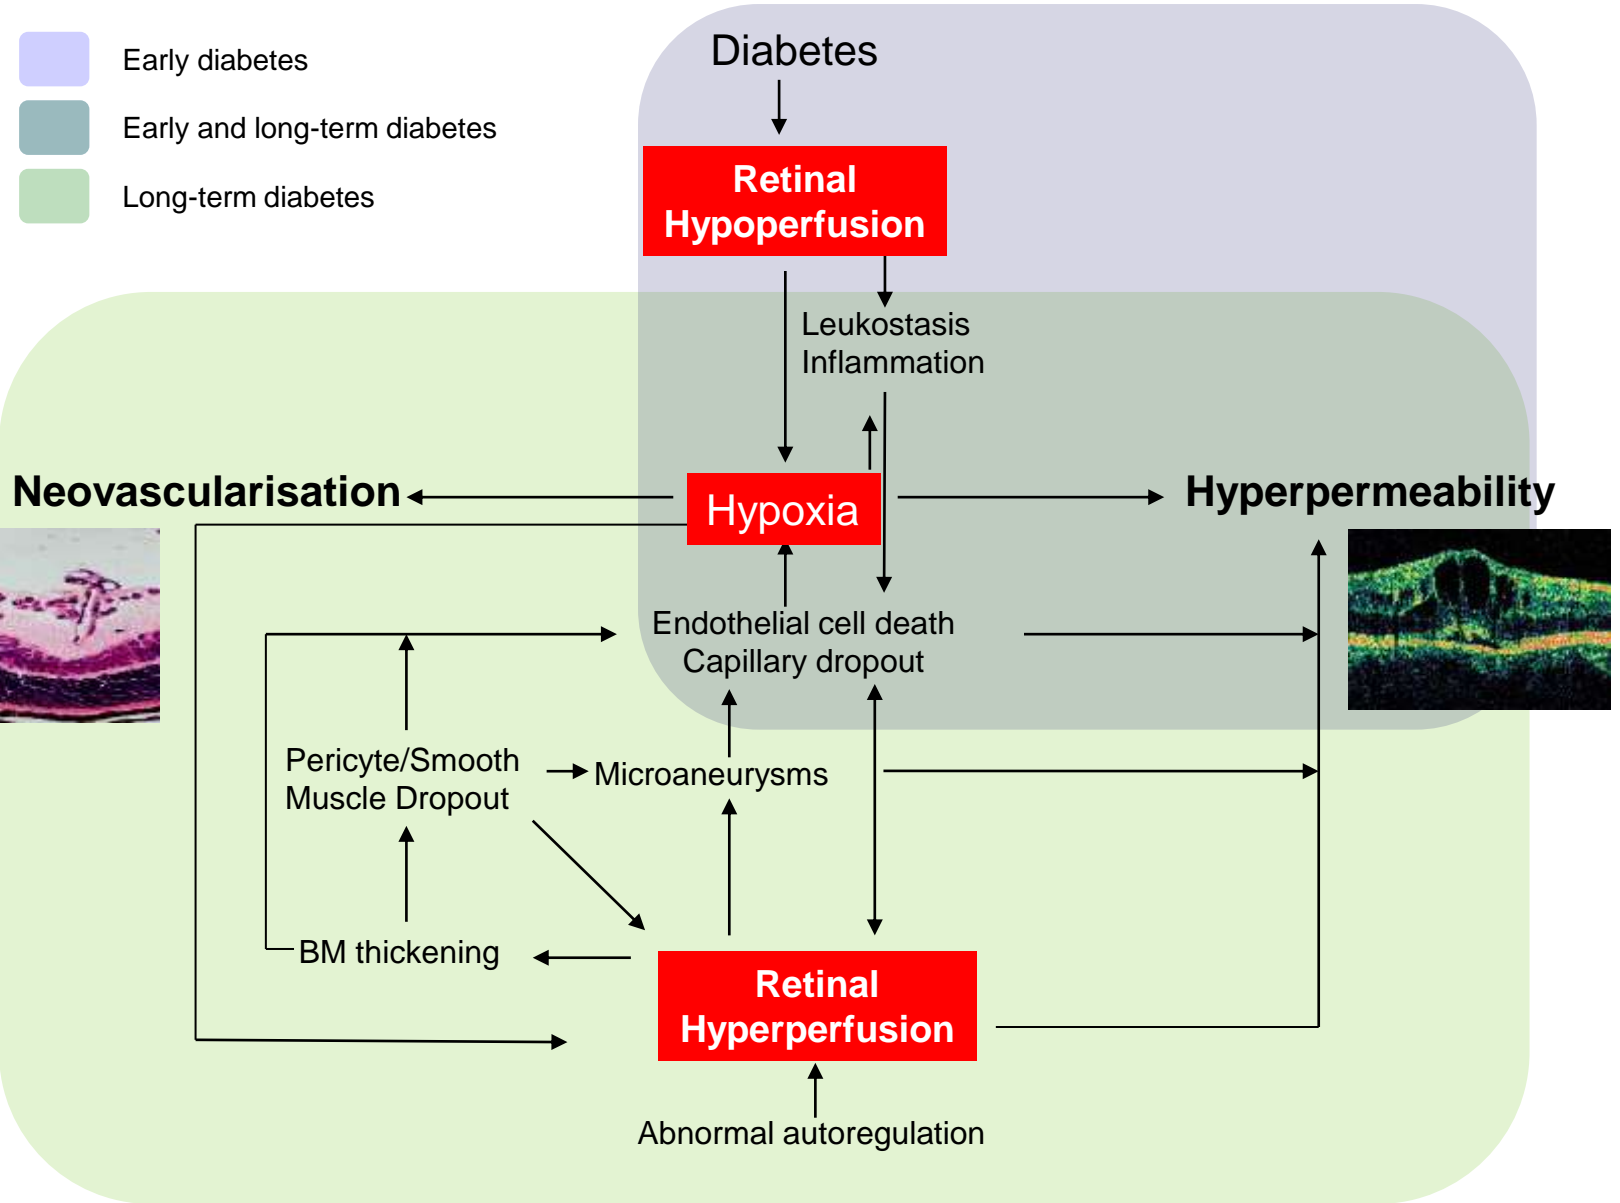 Early diabetes
Early and long-term diabetes
Long-term diabetes
Diabetes
Retinal
Hypoperfusion
Leukostasis
Inflammation
Neovascularisation
Hypoxia
Hyperpermeability
Endothelial cell death
Capillary dropout
Pericyte/Smooth
Muscle Dropout
Microaneurysms
BM thickening
Retinal
Hyperperfusion
Abnormal autoregulation